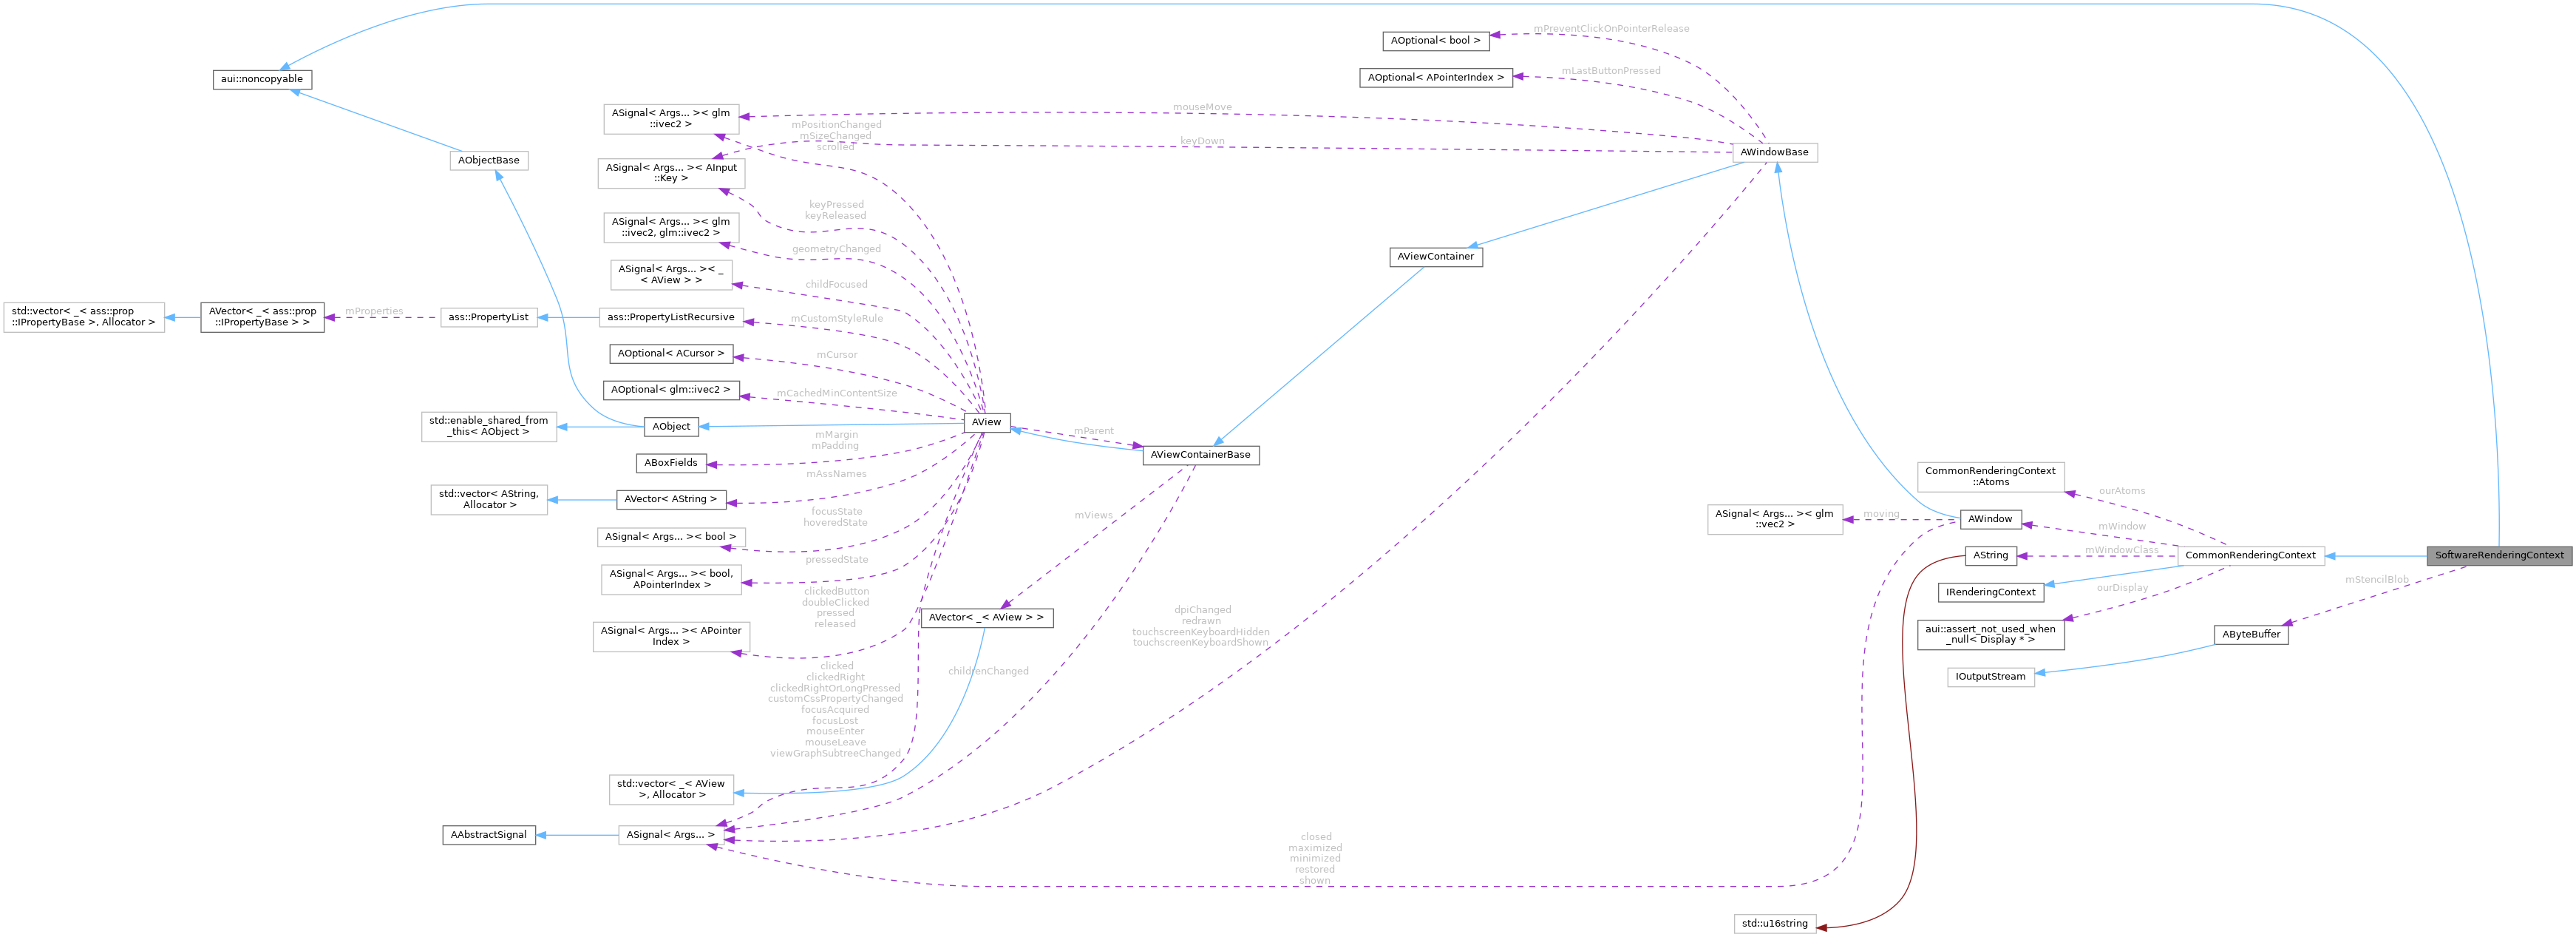 mPreventClickOnPointerRelease
AOptional< bool >
mLastButtonPressed
AOptional< APointerIndex >
aui::noncopyable
mouseMove
ASignal< Args... >< glm
::ivec2 >
mPositionChanged
mSizeChanged
scrolled
keyDown
AWindowBase
AObjectBase
ASignal< Args... >< AInput
::Key >
keyPressed
keyReleased
ASignal< Args... >< glm
::ivec2, glm::ivec2 >
geometryChanged
AViewContainer
ASignal< Args... >< _
< AView > >
childFocused
std::vector< _< ass::prop
::IPropertyBase >, Allocator >
AVector< _< ass::prop
::IPropertyBase > >
mProperties
ass::PropertyList
ass::PropertyListRecursive
mCustomStyleRule
AOptional< ACursor >
mCursor
AOptional< glm::ivec2 >
mCachedMinContentSize
std::enable_shared_from
_this< AObject >
AObject
AView
mParent
mMargin
mPadding
AViewContainerBase
ABoxFields
mAssNames
CommonRenderingContext
::Atoms
ourAtoms
std::vector< AString,
Allocator >
AVector< AString >
focusState
hoveredState
mViews
ASignal< Args... >< glm
::vec2 >
moving
AWindow
mWindow
ASignal< Args... >< bool >
pressedState
AString
mWindowClass
CommonRenderingContext
SoftwareRenderingContext
ASignal< Args... >< bool,
APointerIndex >
mStencilBlob
clickedButton
doubleClicked
pressed
released
IRenderingContext
ourDisplay
AVector< _< AView > >
dpiChanged
redrawn
touchscreenKeyboardHidden
touchscreenKeyboardShown
ASignal< Args... >< APointer
Index >
aui::assert_not_used_when
_null< Display * >
AByteBuffer
clicked
clickedRight
clickedRightOrLongPressed
customCssPropertyChanged
focusAcquired
focusLost
mouseEnter
mouseLeave
viewGraphSubtreeChanged
childrenChanged
IOutputStream
std::vector< _< AView
>, Allocator >
AAbstractSignal
ASignal< Args... >
closed
maximized
minimized
restored
shown
std::u16string